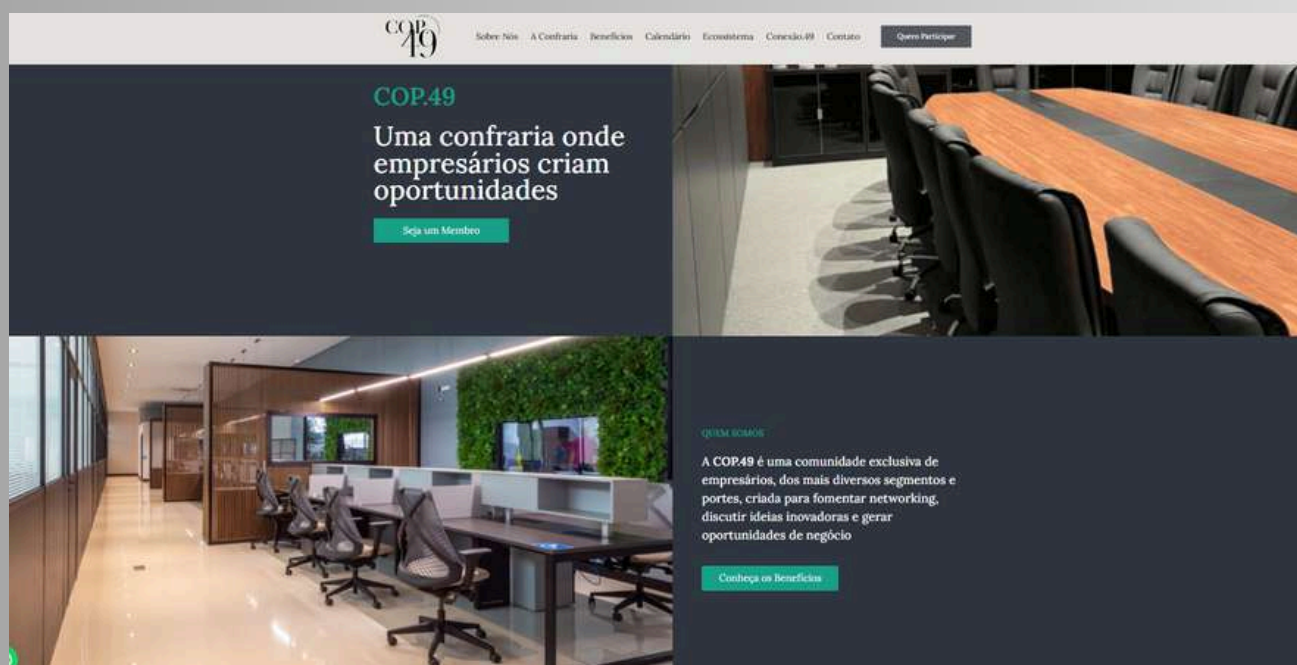 COP.49
Sobre Nós A Confraria Benefícios Calendário Ecossistema Conexão.49 Contato Quero Participar
COP.49
Uma confraria onde
empresários criam
oportunidades
Seja um Membro
QUEM SOMOS
A COP.49 é uma comunidade exclusiva de
empresários, dos mais diversos segmentos e
portes, criada para fomentar networking,
discutir ideias inovadoras e gerar
oportunidades de negócio
Conheça os Benefícios